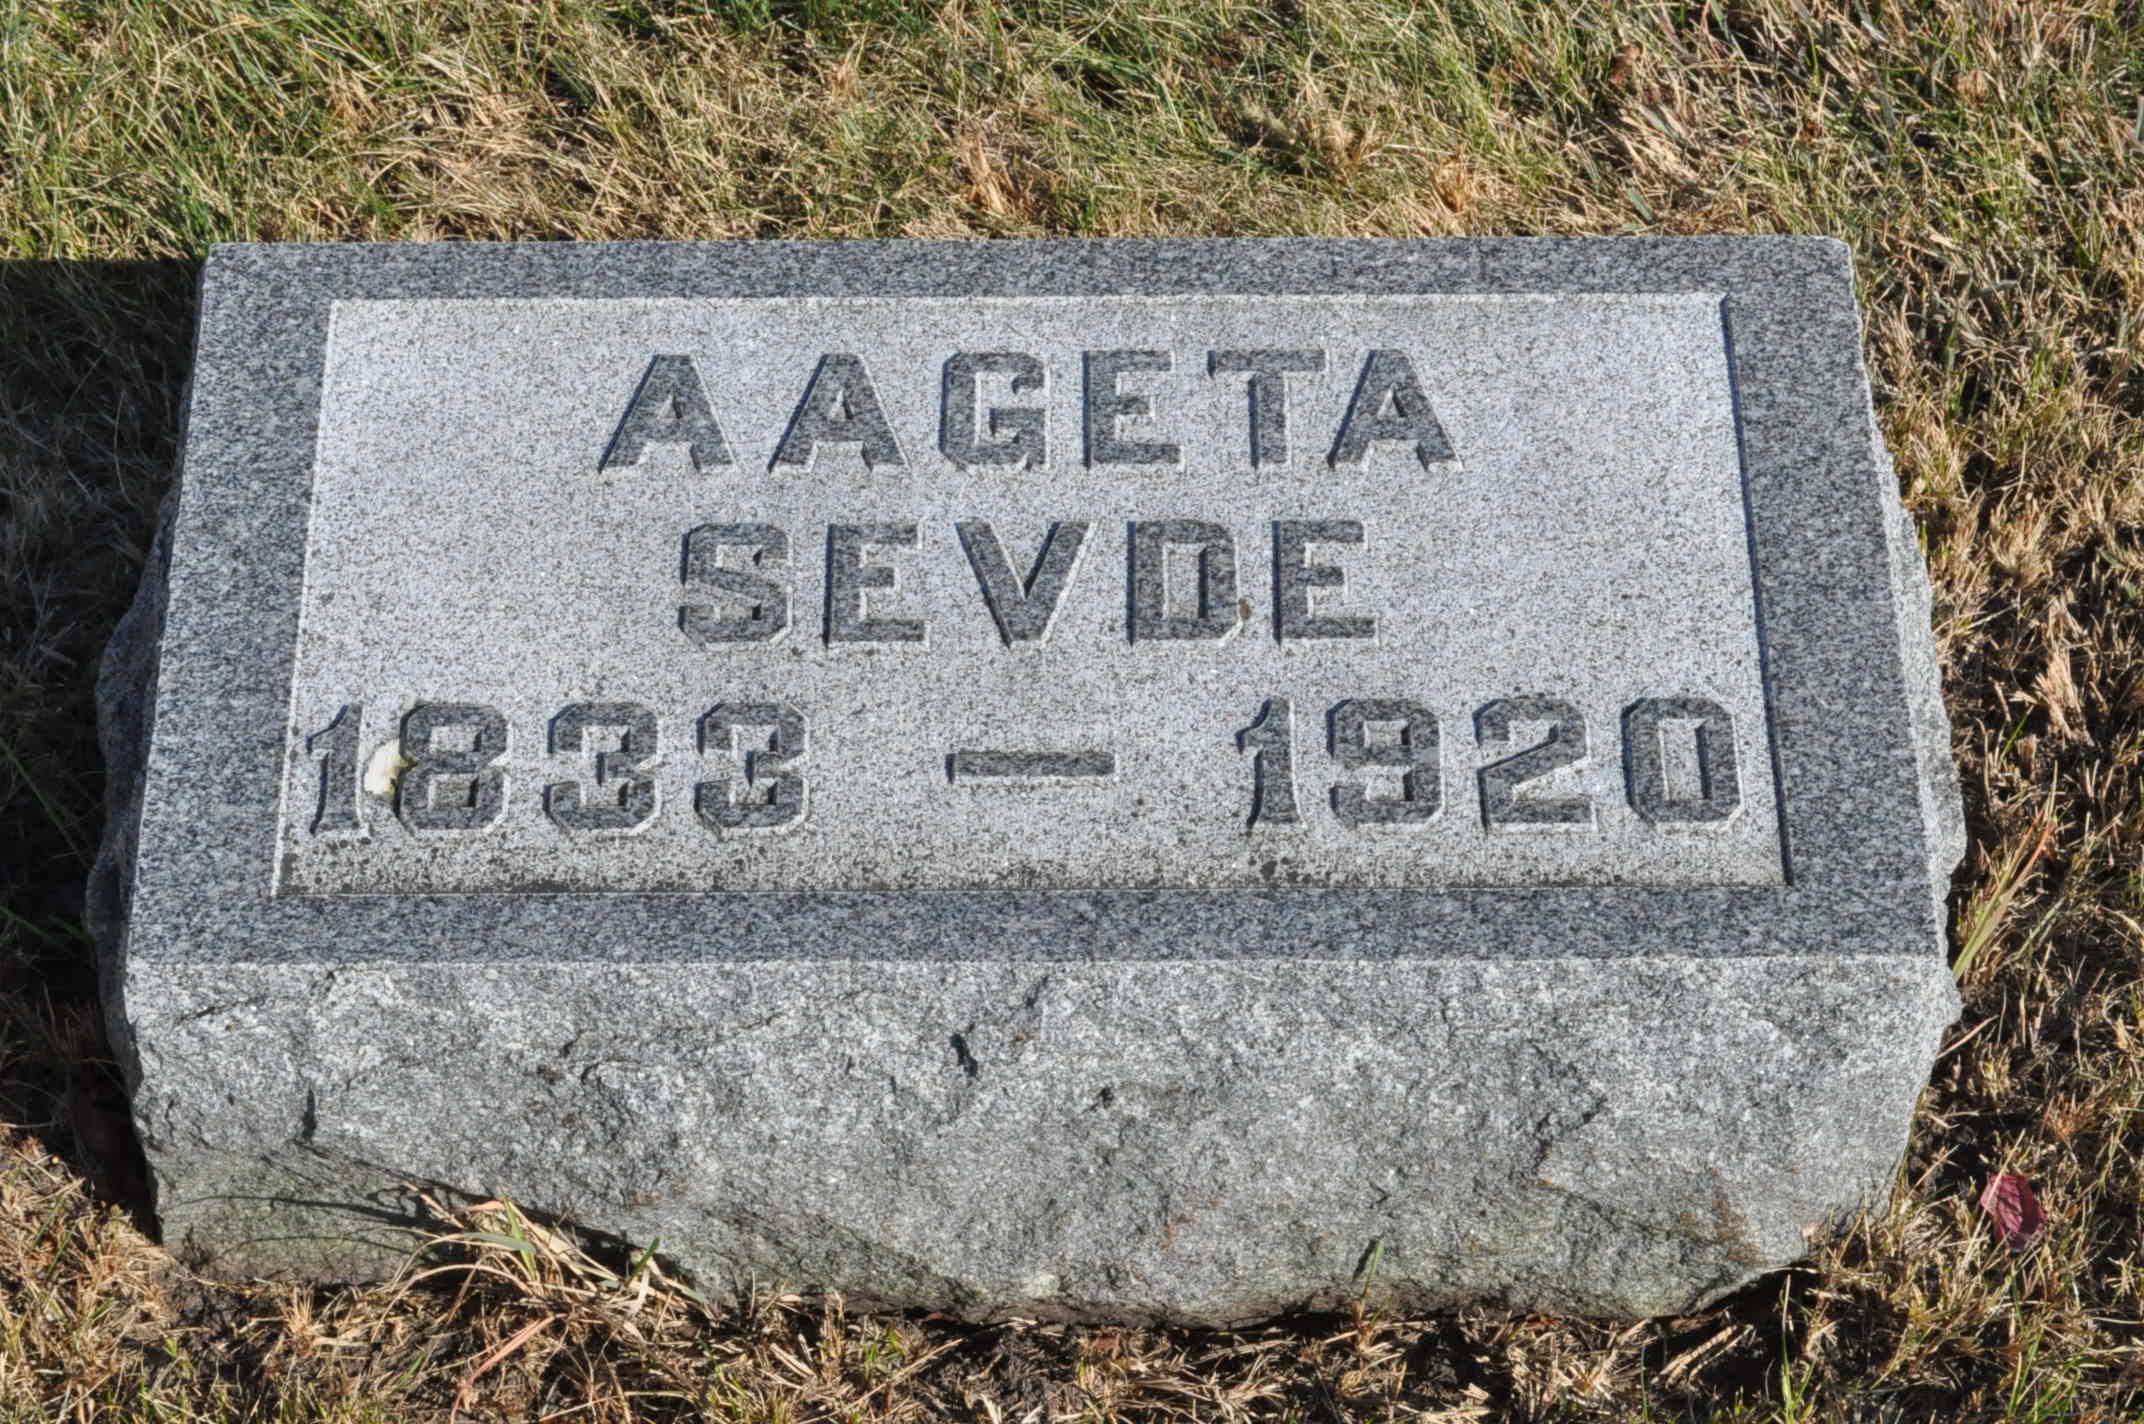 AAGETA
SEVDE
1833 — 1920